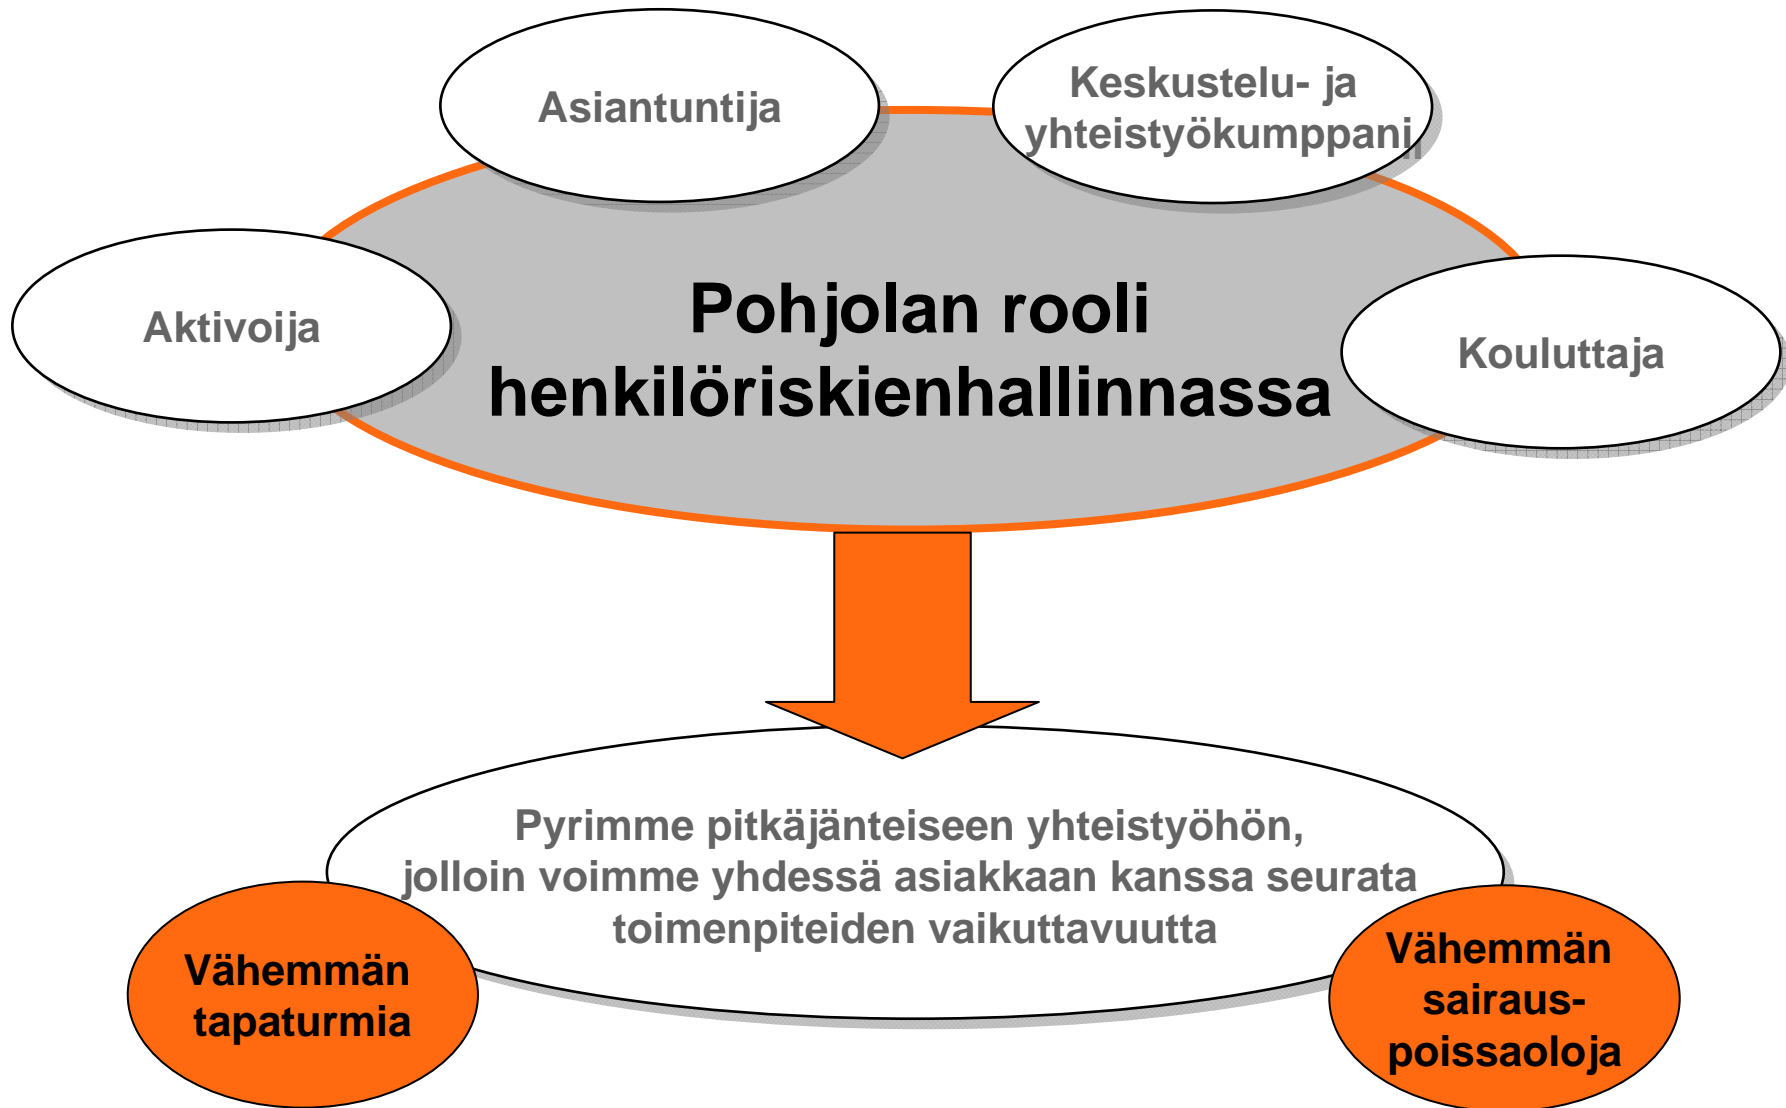 Asiantuntija
Keskustelu- ja
yhteistyökumppani
Aktivoija
Pohjolan rooli
henkilöriskienhallinnassa
Kouluttaja
Pyrimme pitkäjänteiseen yhteistyöhön,
jolloin voimme yhdessä asiakkaan kanssa seurata
toimenpiteiden vaikuttavuutta
Vähemmän
tapaturmia
Vähemmän
sairaus-
poissaoloja